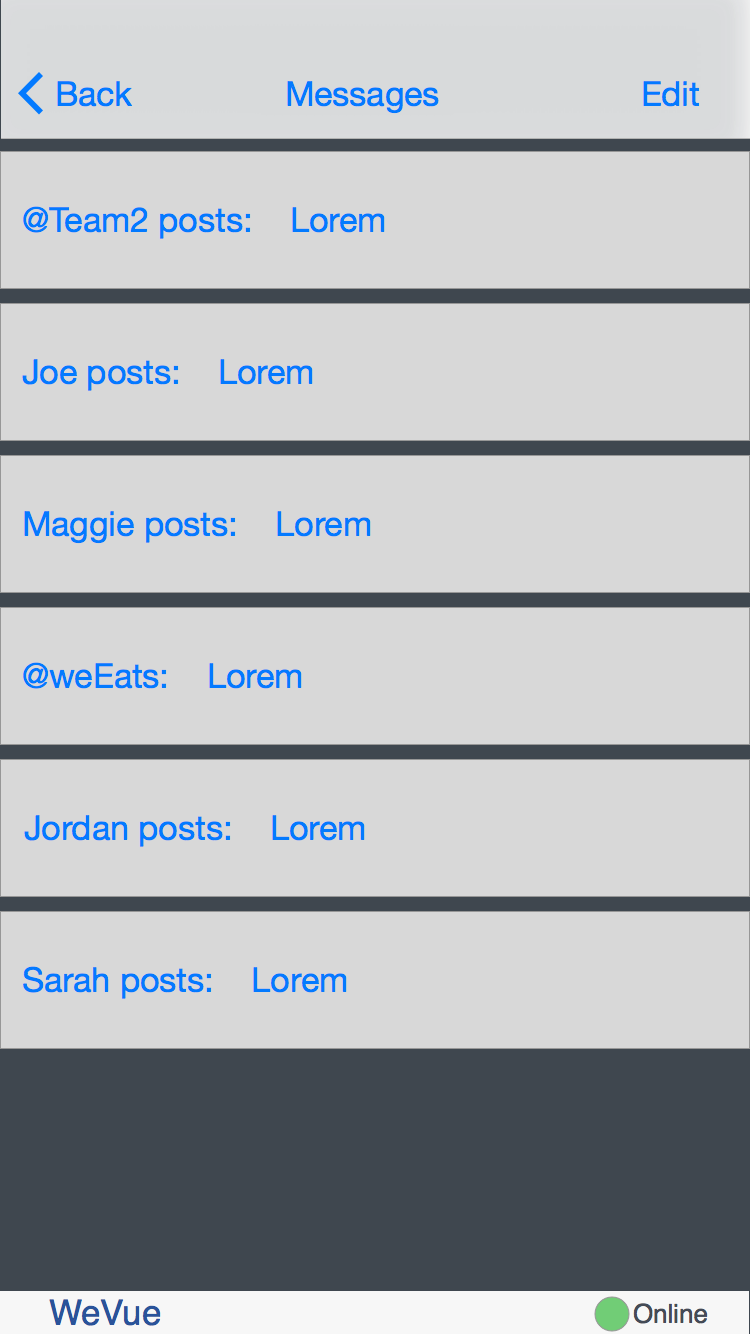 Back Messages Edit
@Team2 posts: Lorem
Joe posts: Lorem
Maggie posts: Lorem
@weEats: Lorem
Jordan posts: Lorem
Sarah posts: Lorem
WeVue Online